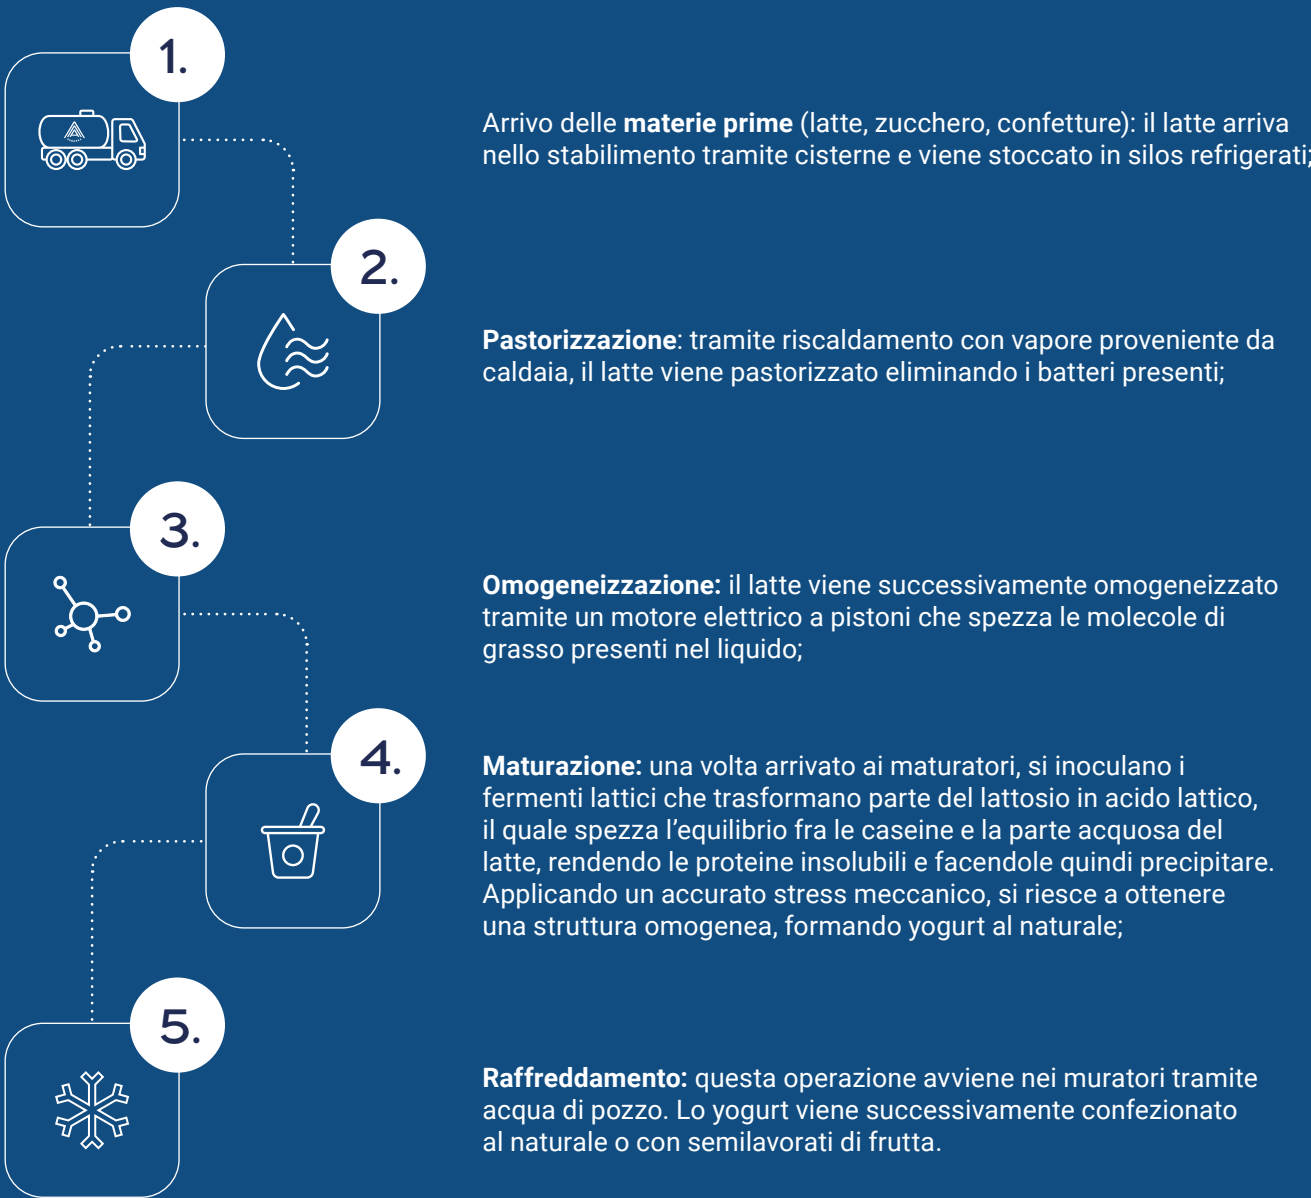 1.
Arrivo delle materie prime (latte, zucchero, confetture): il latte arriva
nello stabilimento tramite cisterne e viene stoccato in silos refrigerati;
2.
Pastorizzazione: tramite riscaldamento con vapore proveniente da
caldaia, il latte viene pastorizzato eliminando i batteri presenti;
3.
Omogeneizzazione: il latte viene successivamente omogeneizzato
tramite un motore elettrico a pistoni che spezza le molecole di
grasso presenti nel liquido;
4.
Maturazione: una volta arrivato ai maturatori, si inoculano i
fermenti lattici che trasformano parte del lattosio in acido lattico,
il quale spezza l'equilibrio fra le caseine e la parte acquosa del
latte, rendendo le proteine insolubili e facendole quindi precipitare.
Applicando un accurato stress meccanico, si riesce a ottenere
una struttura omogenea, formando yogurt al naturale;
5.
Raffreddamento: questa operazione avviene nei muratori tramite
acqua di pozzo. Lo yogurt viene successivamente confezionato
al naturale o con semilavorati di frutta.